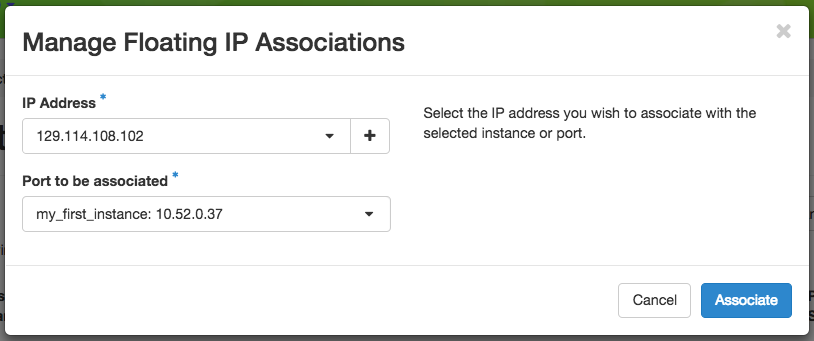 Manage Floating IP Associations
×
IP Address *
129.114.108.102
+
Select the IP address you wish to associate with the
selected instance or port.
Port to be associated *
my_first_instance: 10.52.0.37
Cancel
Associate